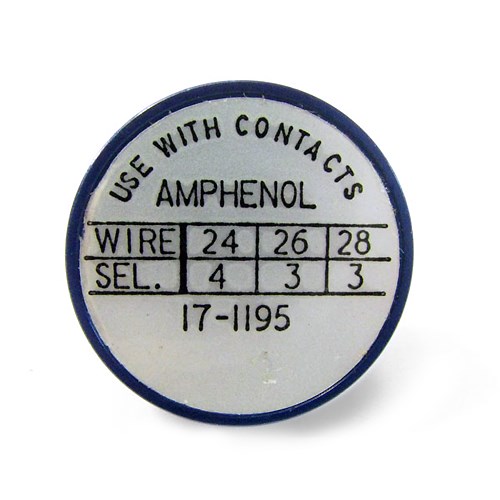 USE WITH CONTACTS
AMPHENOL
WIRE 24 26 28
SEL. 4 3 3
17-1195